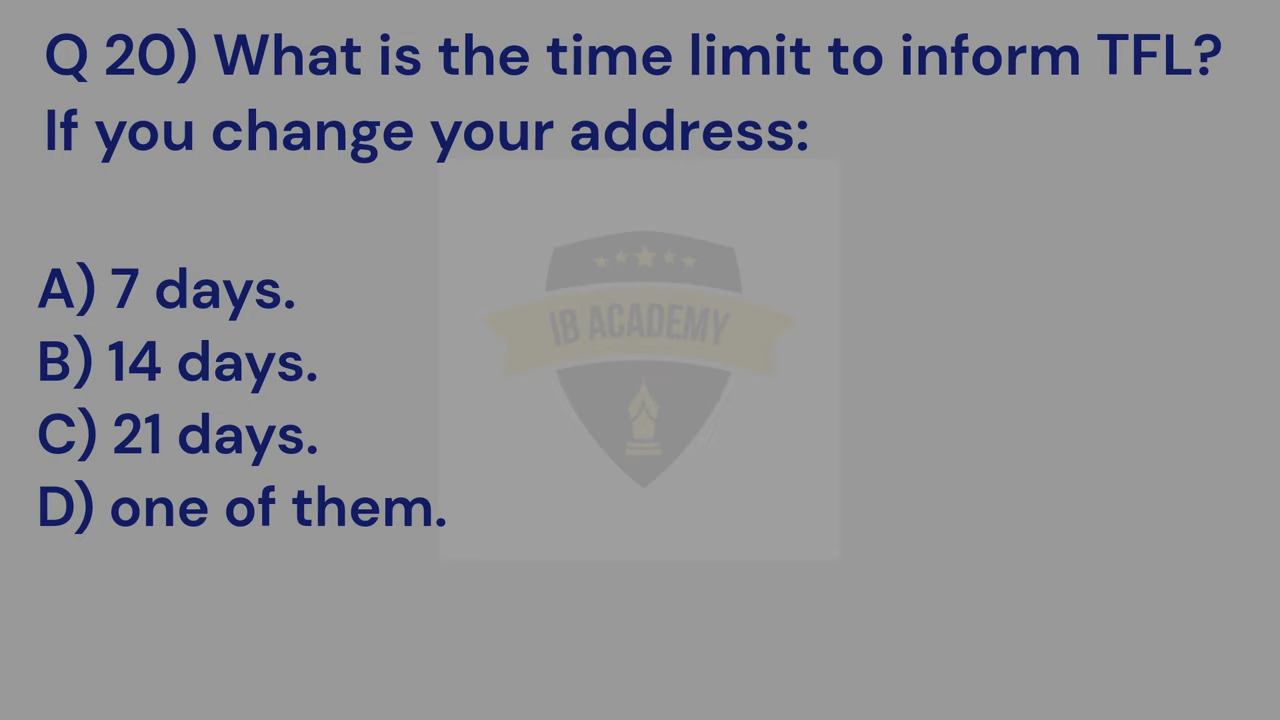 Q 20) What is the time limit to inform TFL?
If you change your address:
A) 7 days.
B) 14 days.
C) 21 days.
D) one of them.
IB ACADEMY